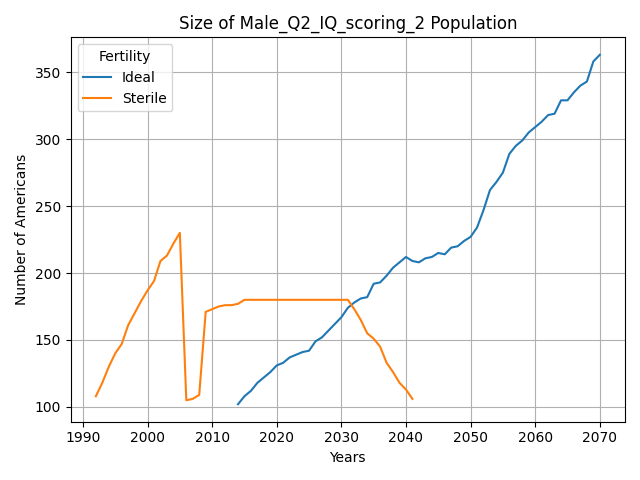 Size of Male_Q2_IQ_scoring_2 Population
Fertility
Ideal
Sterile
Number of Americans
350
300
250
200
150
100
1990 2000 2010 2020 2030 2040 2050 2060 2070
Years